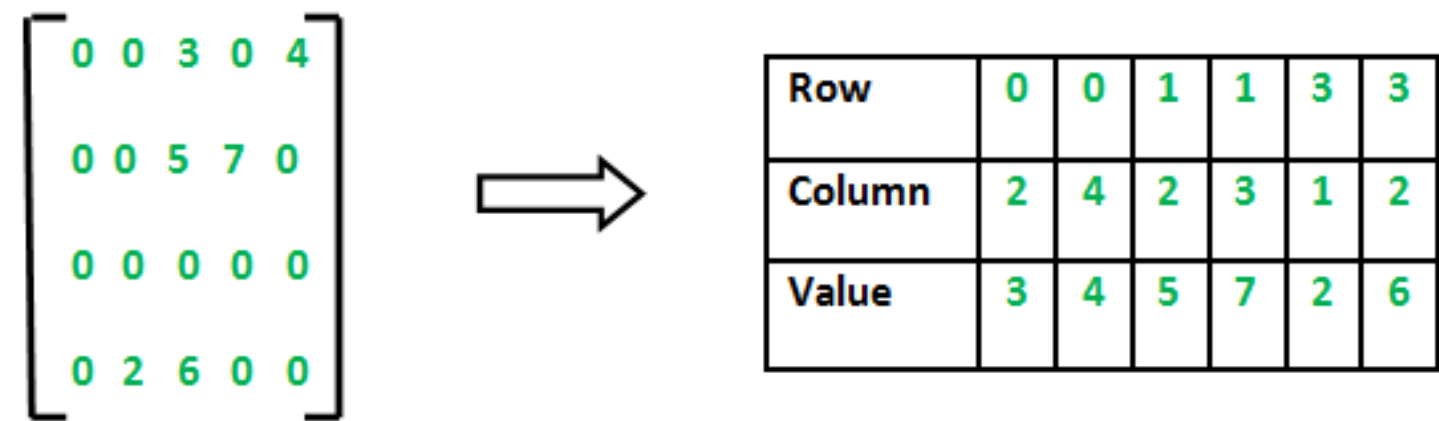 0 0 3 0 4
0 0 5 7 0
0 0 0 0 0
0 2 6 0 0
Row 0 0 1 1 3 3
Column 2 4 2 3 1 2
Value 3 4 5 7 2 6